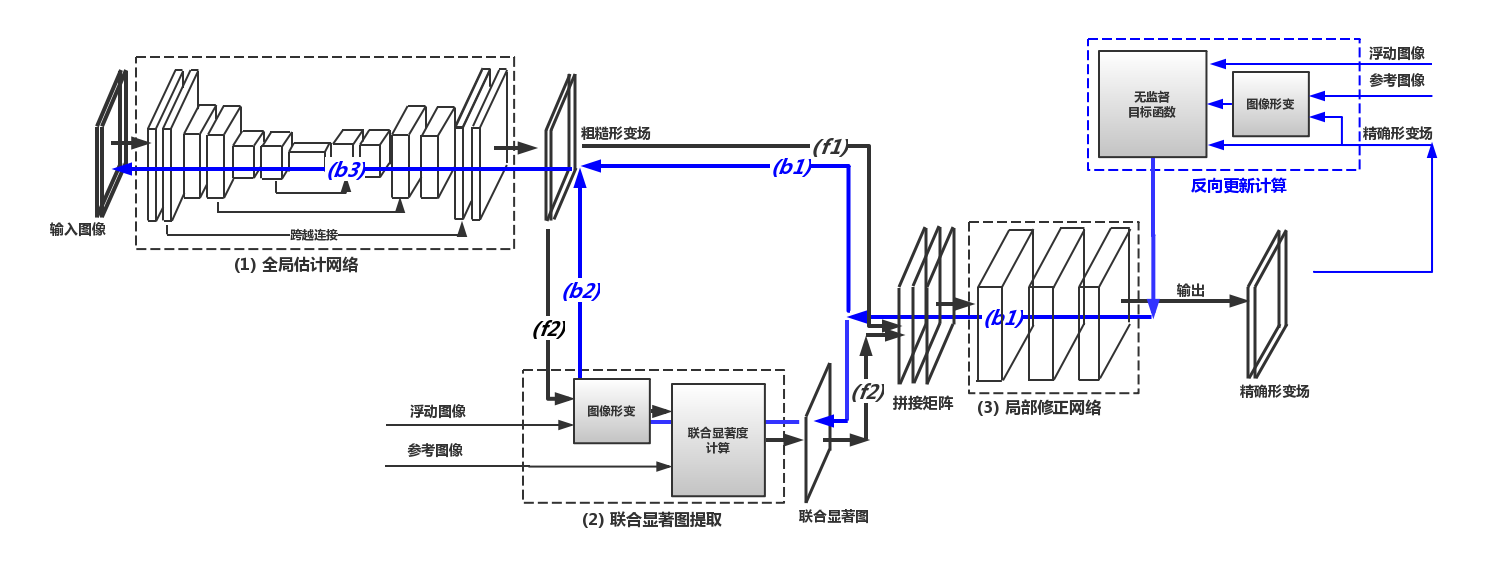 浮动图像
参考图像
无监督
目标函数
图像形变
精确形变场
反向更新计算
粗糙形变场
(f1)
(b1)
(b3)
输入图像
跨越连接
(1) 全局估计网络
(b2)
(f2)
输出
(b1)
精确形变场
(f2)
拼接矩阵
(3) 局部修正网络
浮动图像
图像形变
参考图像
联合显著度
计算
联合显著图
(2) 联合显著图提取